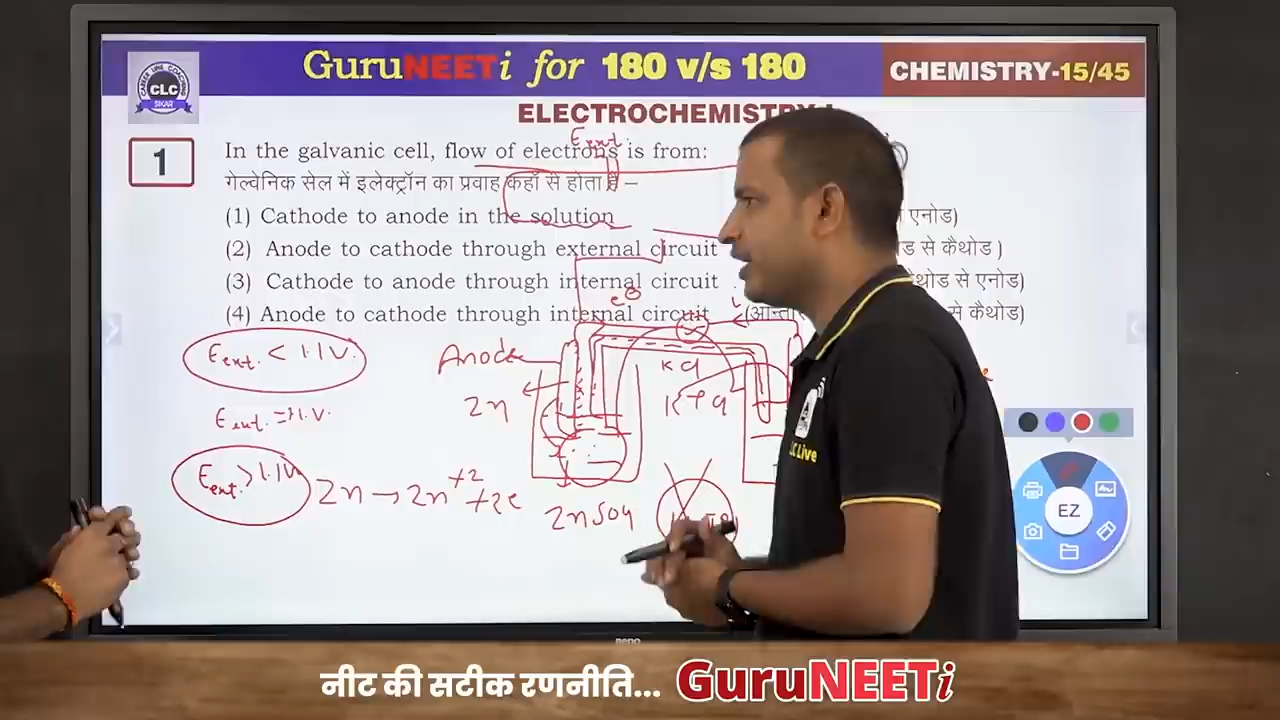 GuruNEETi for 180 v/s 180
CHEMISTRY-15/45
CLC
SIKAR
ELECTROCHEMISTRY-I
1
In the galvanic cell, flow of electrons is from:
गेल्वेनिक सेल में इलेक्ट्रॉन का प्रवाह कहाँ से होता है –
(1) Cathode to anode in the solution
एनोड)
(2) Anode to cathode through external circuit
से कैथोड )
(3) Cathode to anode through internal circuit
से एनोड)
(4) Anode to cathode through internal circuit
से कैथोड)
Eext.
Eext. < 1.1V.
Anode
e⊖
i
Zn
Kcl
Eext. > 1.1V
Zn → Zn+2 + 2e
ZnSO4
CLC Live
EZ
नीट की सटीक रणनीति...
GuruNEETi